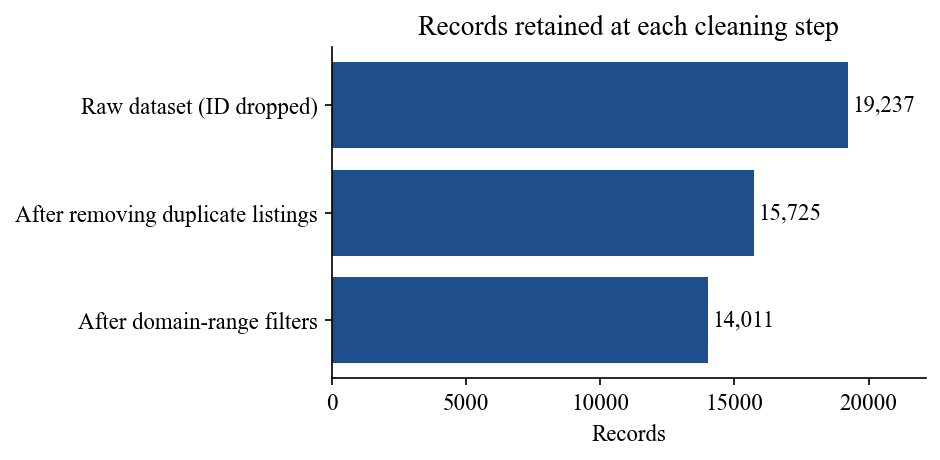 Records retained at each cleaning step
Raw dataset (ID dropped)
19,237
After removing duplicate listings
15,725
After domain-range filters
14,011
0
5000
10000
15000
20000
Records